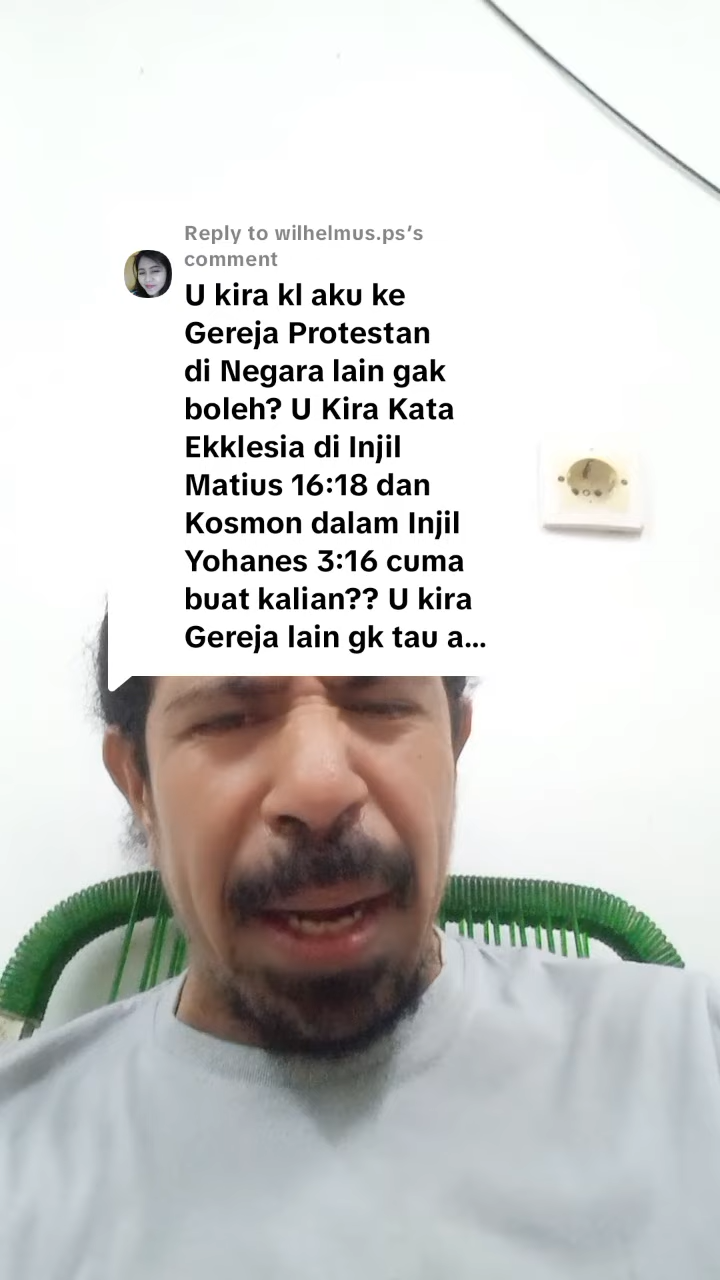 Reply to wilhelmus.ps’s
comment
U kira kl aku ke
Gereja Protestan
di Negara lain gak
boleh? U Kira Kata
Ekklesia di Injil
Matius 16:18 dan
Kosmon dalam Injil
Yohanes 3:16 cuma
buat kalian?? U kira
Gereja lain gk tau a...